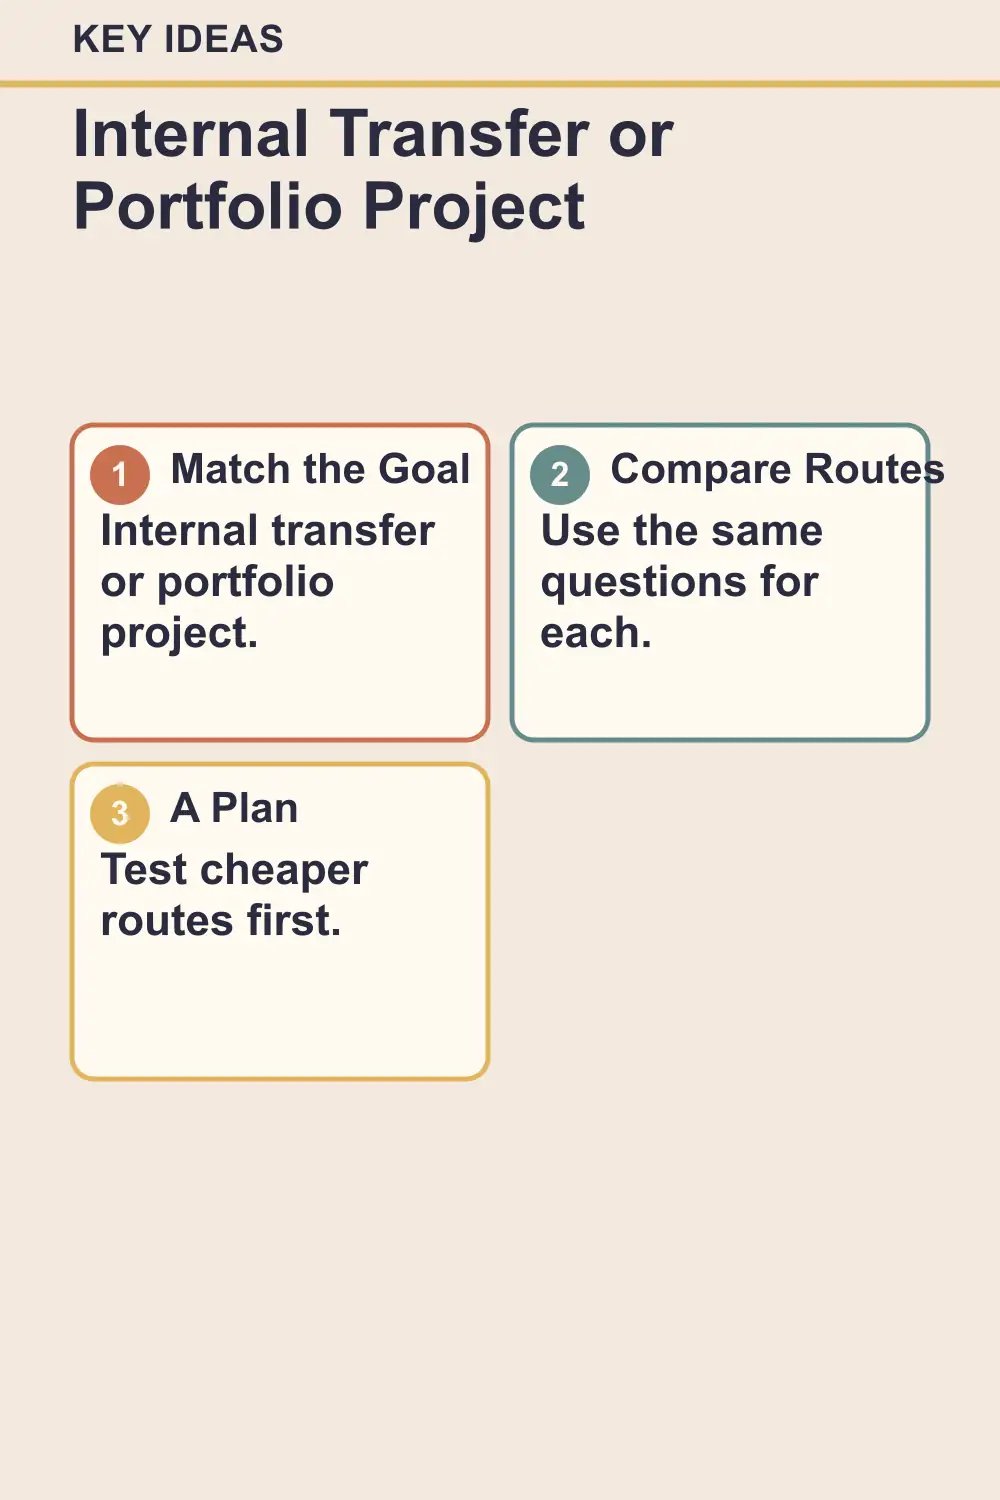 KEY IDEAS
Internal Transfer or
Portfolio Project
1 Match the Goal
Internal transfer
or portfolio
project.
2 Compare Routes
Use the same
questions for
each.
3 A Plan
Test cheaper
routes first.